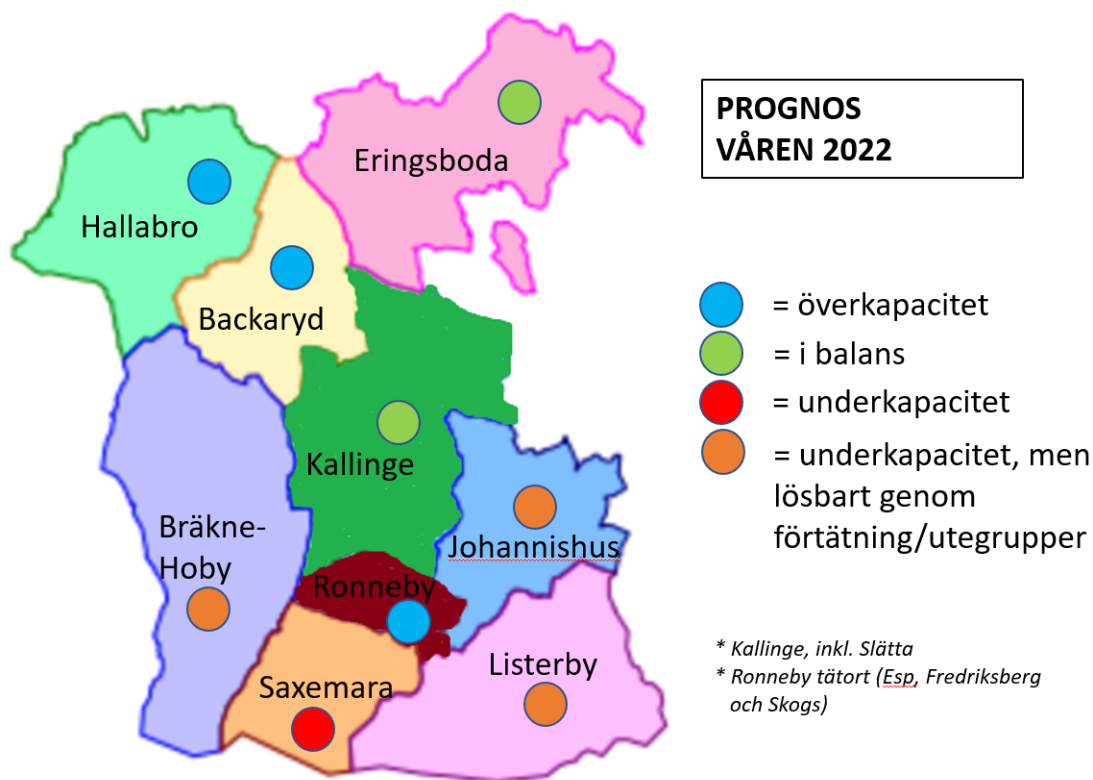 PROGNOS
VÅREN 2022
Eringsboda
Hallabro
Backaryd
Kallinge
Bräkne-
Hoby
Johannishus
Ronneby
Listerby
Saxemara
= överkapacitet
= i balans
= underkapacitet
= underkapacitet, men
lösbart genom
förtätning/utegrupper
* Kallinge, inkl. Slätta
* Ronneby tätort (Esp, Fredriksberg
och Skogs)